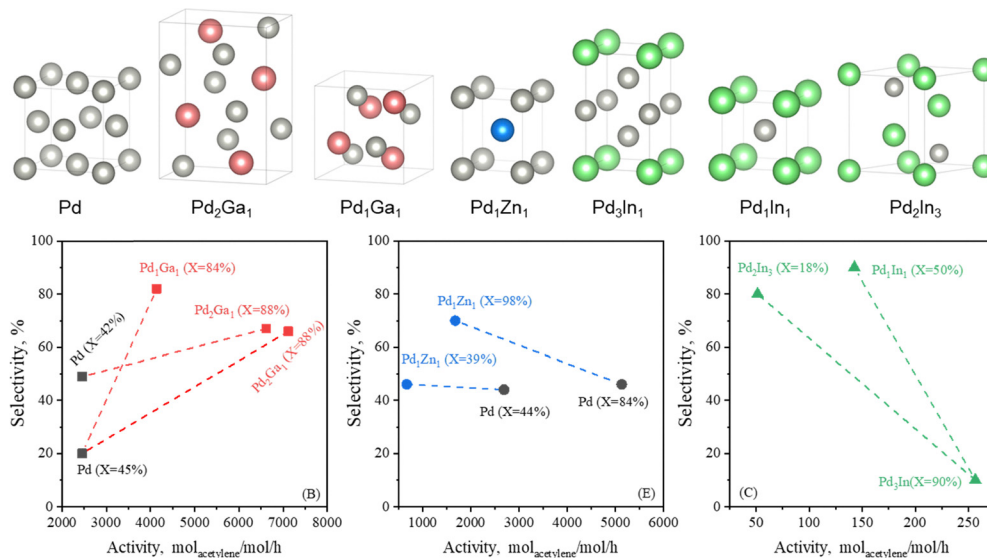 Pd
Pd₂Ga₁
Pd₁Ga₁
Pd₁Zn₁
Pd₃In₁
Pd₁In₁
Pd₂In₃
Selectivity, %
100
80
60
40
20
0
Pd₁Ga₁ (X=84%)
Pd₂Ga₁ (X=88%)
Pd (X=42%)
Pd₂Ga₁ (X=88%)
Pd (X=45%)
(B)
2000 3000 4000 5000 6000 7000 8000
Activity, mol_acetylene/mol/h
Selectivity, %
100
80
60
40
20
0
Pd₁Zn₁ (X=98%)
Pd₁Zn₁ (X=39%)
Pd (X=44%)
Pd (X=84%)
(E)
1000 2000 3000 4000 5000 6000
Activity, mol_acetylene/mol/h
Selectivity, %
100
80
60
40
20
0
Pd₂In₃ (X=18%)
Pd₁In₁ (X=50%)
Pd₃In(X=90%)
(C)
50 100 150 200 250
Activity, mol_acetylene/mol/h